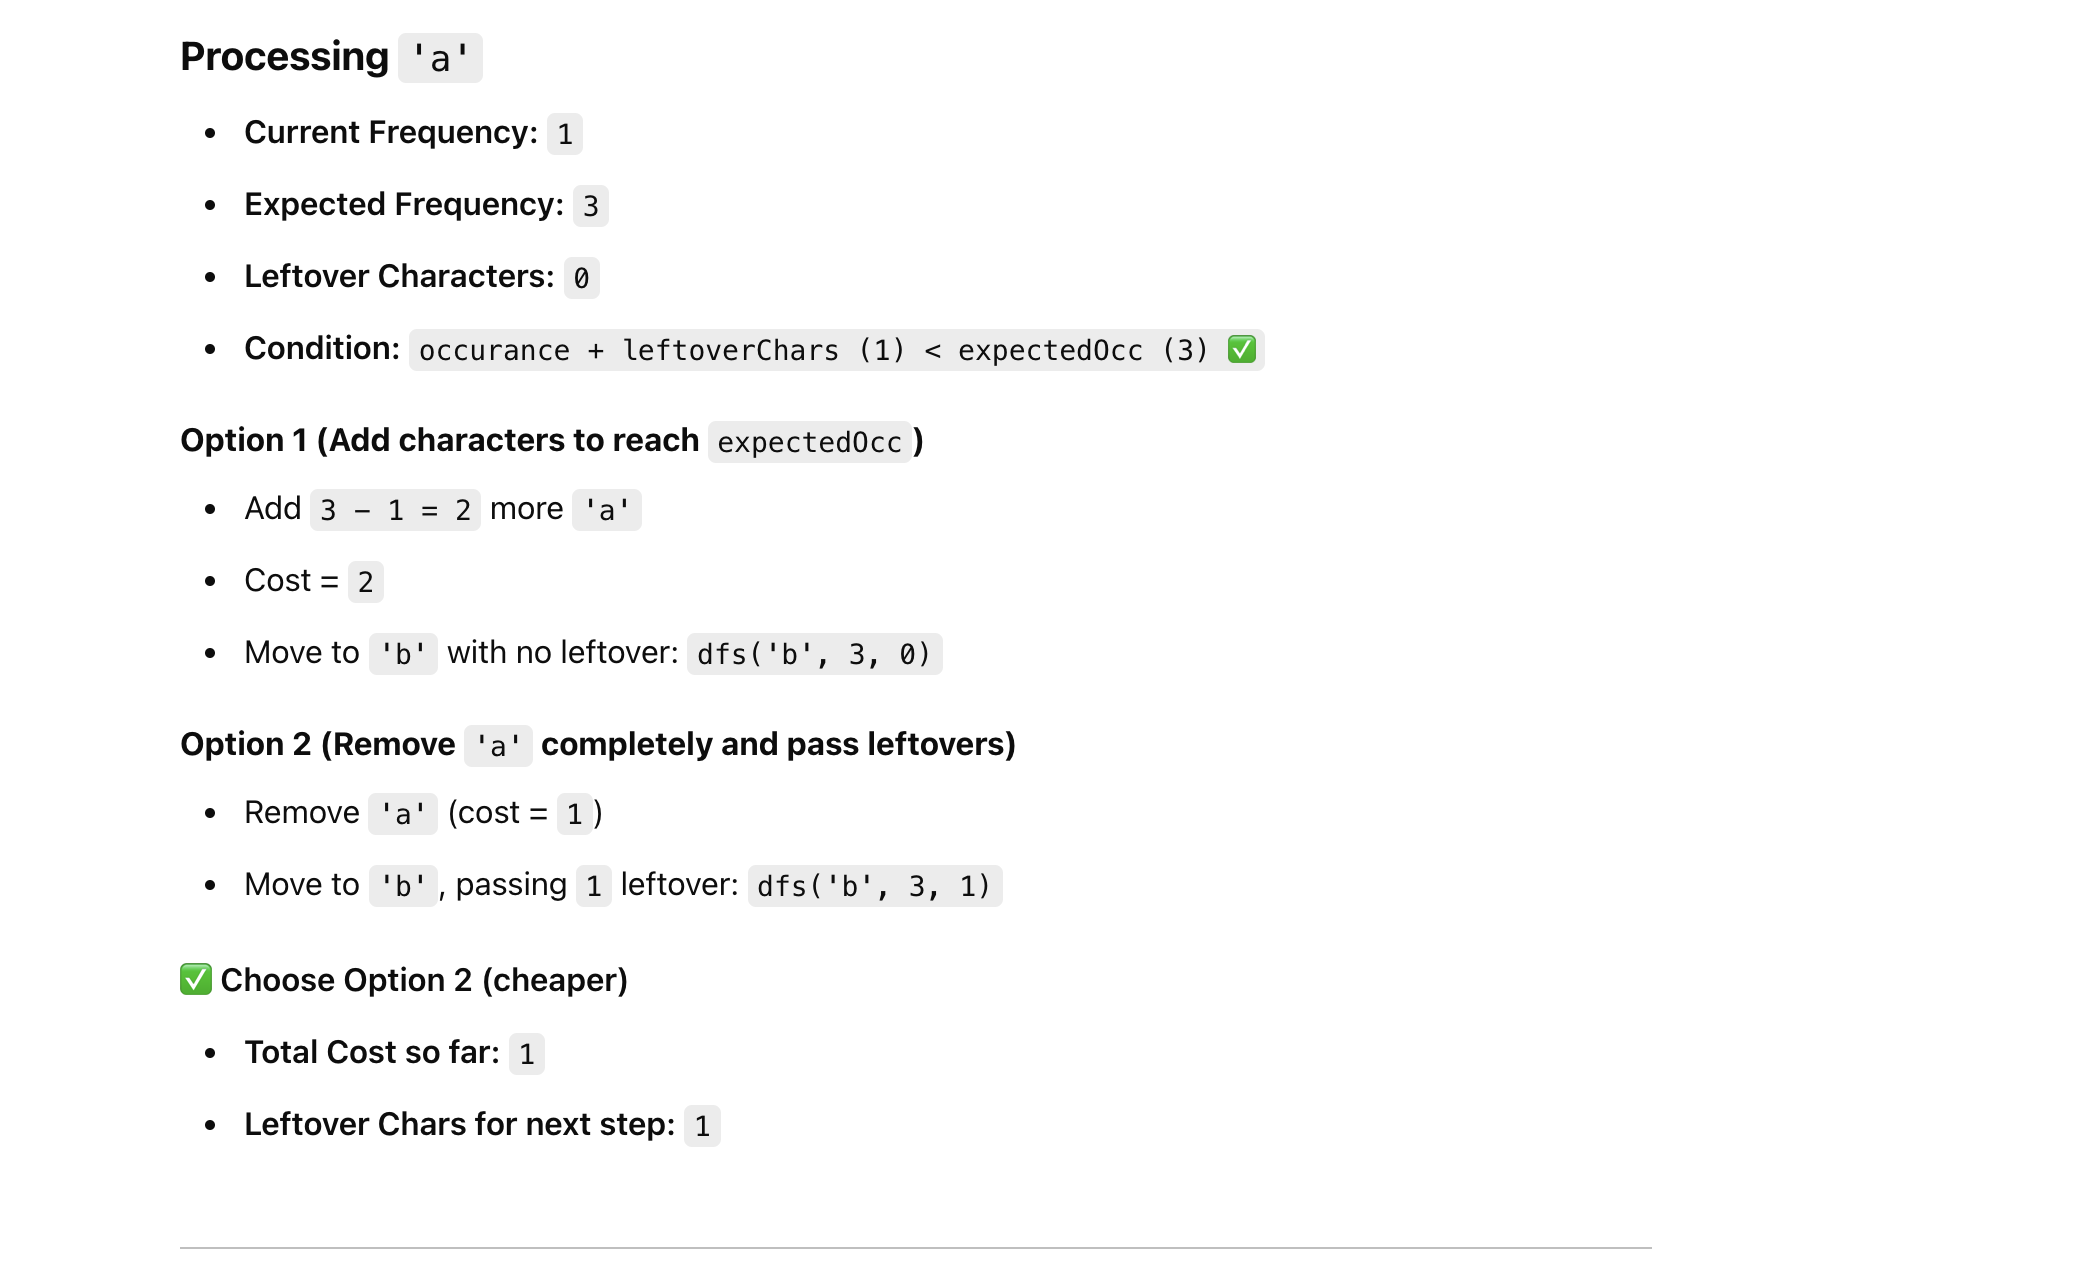 Processing 'a'
• Current Frequency: 1
• Expected Frequency: 3
• Leftover Characters: 0
• Condition: occurance + leftoverChars (1) < expectedOcc (3) ✅
Option 1 (Add characters to reach expectedOcc)
• Add 3 − 1 = 2 more 'a'
• Cost = 2
• Move to 'b' with no leftover: dfs('b', 3, 0)
Option 2 (Remove 'a' completely and pass leftovers)
• Remove 'a' (cost = 1)
• Move to 'b', passing 1 leftover: dfs('b', 3, 1)
✅ Choose Option 2 (cheaper)
• Total Cost so far: 1
• Leftover Chars for next step: 1